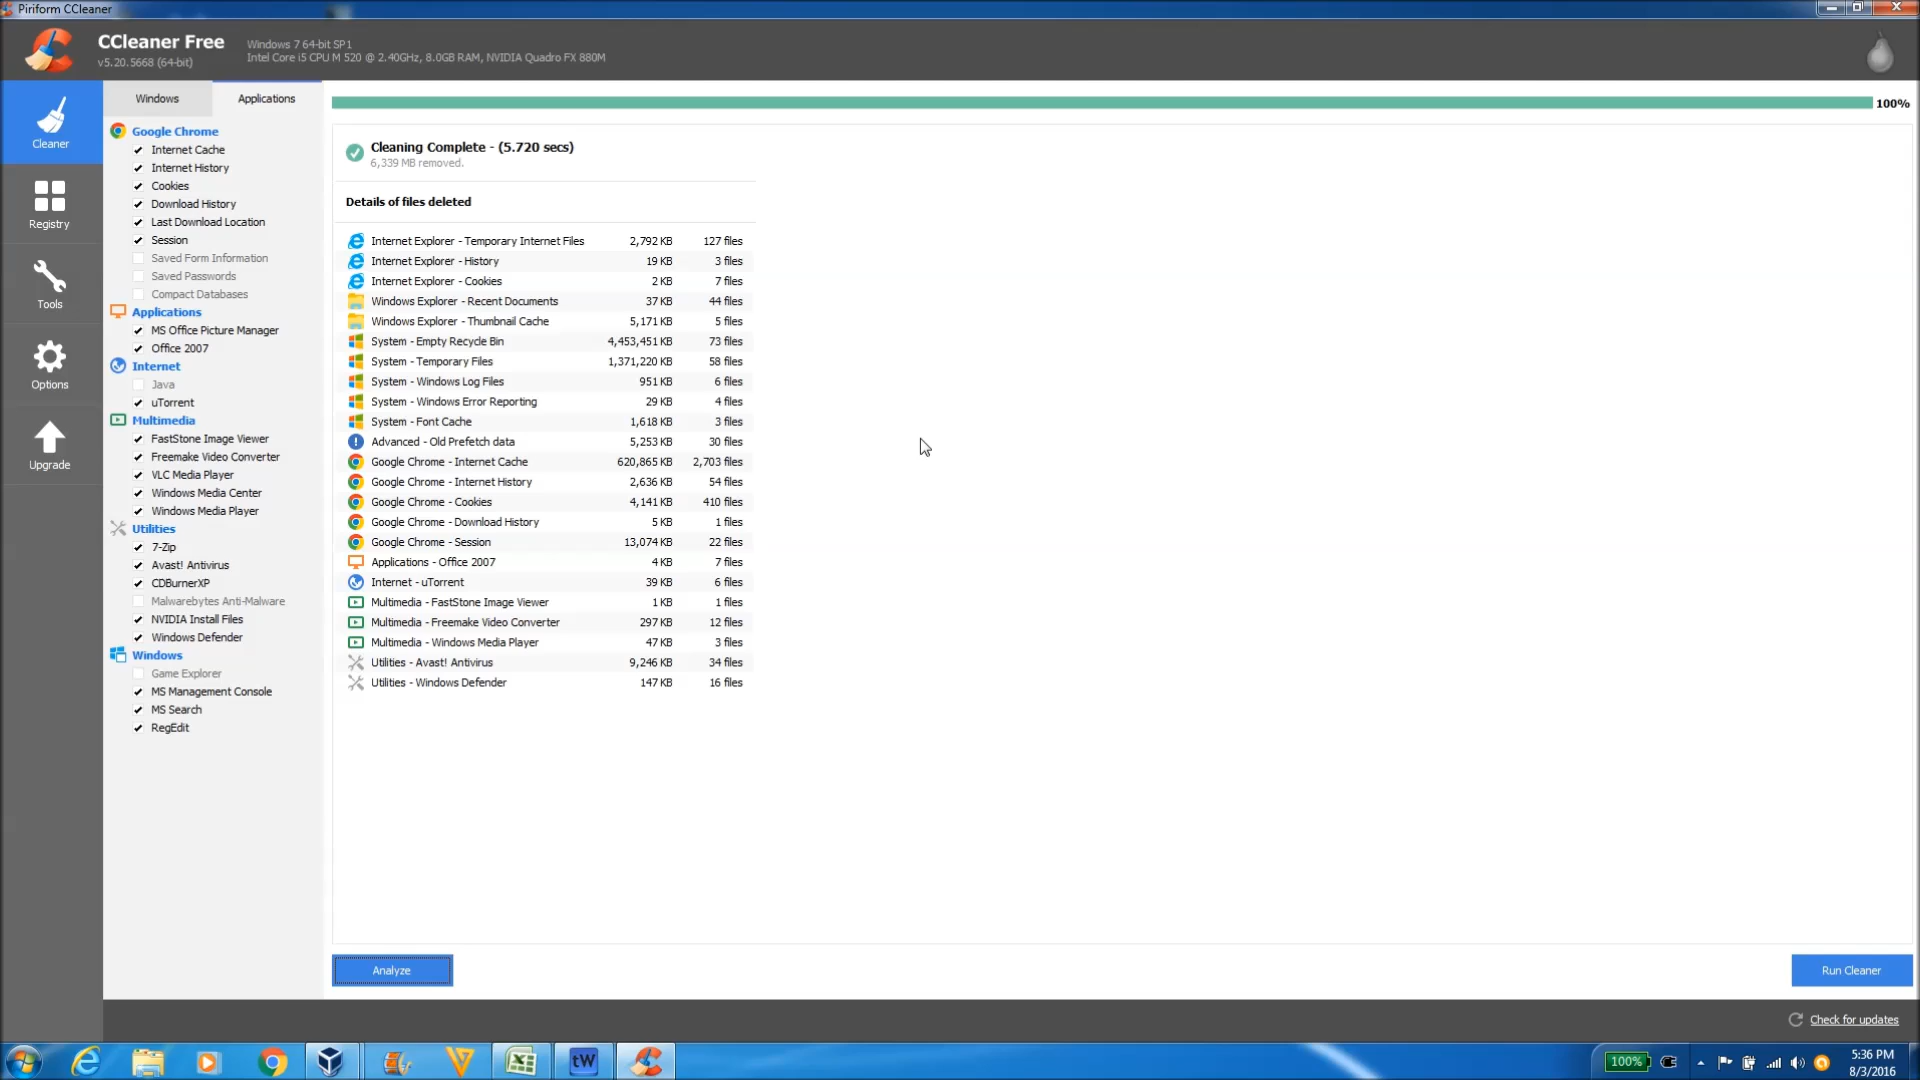 Piriform CCleaner
CCleaner Free
v5.20.5668 (64-bit)
Windows 7 64-bit SP1
Intel Core i5 CPU M 520 @ 2.40GHz, 8.0GB RAM, NVIDIA Quadro FX 880M
Cleaner
Registry
Tools
Options
Upgrade
Windows
Applications
Google Chrome
Internet Cache
Internet History
Cookies
Download History
Last Download Location
Session
Saved Form Information
Saved Passwords
Compact Databases
Applications
MS Office Picture Manager
Office 2007
Internet
Java
uTorrent
Multimedia
FastStone Image Viewer
Freemake Video Converter
VLC Media Player
Windows Media Center
Windows Media Player
Utilities
7-Zip
Avast! Antivirus
CDBurnerXP
Malwarebytes Anti-Malware
NVIDIA Install Files
Windows Defender
Windows
Game Explorer
MS Management Console
MS Search
RegEdit
100%
Cleaning Complete - (5.720 secs)
6,339 MB removed.
Details of files deleted
Internet Explorer - Temporary Internet Files 2,792 KB 127 files
Internet Explorer - History 19 KB 3 files
Internet Explorer - Cookies 2 KB 7 files
Windows Explorer - Recent Documents 37 KB 44 files
Windows Explorer - Thumbnail Cache 5,171 KB 5 files
System - Empty Recycle Bin 4,453,451 KB 73 files
System - Temporary Files 1,371,220 KB 58 files
System - Windows Log Files 951 KB 6 files
System - Windows Error Reporting 29 KB 4 files
System - Font Cache 1,618 KB 3 files
Advanced - Old Prefetch data 5,253 KB 30 files
Google Chrome - Internet Cache 620,865 KB 2,703 files
Google Chrome - Internet History 2,636 KB 54 files
Google Chrome - Cookies 4,141 KB 410 files
Google Chrome - Download History 5 KB 1 files
Google Chrome - Session 13,074 KB 22 files
Applications - Office 2007 4 KB 7 files
Internet - uTorrent 39 KB 6 files
Multimedia - FastStone Image Viewer 1 KB 1 files
Multimedia - Freemake Video Converter 297 KB 12 files
Multimedia - Windows Media Player 47 KB 3 files
Utilities - Avast! Antivirus 9,246 KB 34 files
Utilities - Windows Defender 147 KB 16 files
Analyze
Run Cleaner
Check for updates
tW
100%
5:36 PM
8/3/2016